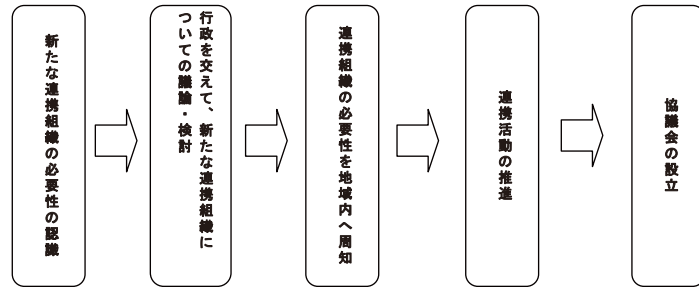 新たな連携組織の必要性の認識
行政を交えて、新たな連携組織に
ついての議論・検討
連携組織の必要性を地域内へ周知
連携活動の推進
協議会の設立